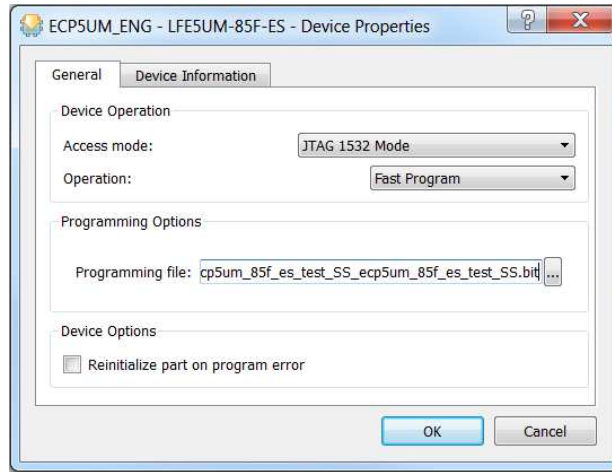 ECP5UM_ENG - LFE5UM-85F-ES - Device Properties
General Device Information
Device Operation
Access mode: JTAG 1532 Mode
Operation: Fast Program
Programming Options
Programming file: cp5um_85f_es_test_SS_ecp5um_85f_es_test_SS.bit ...
Device Options
Reinitialize part on program error
OK Cancel